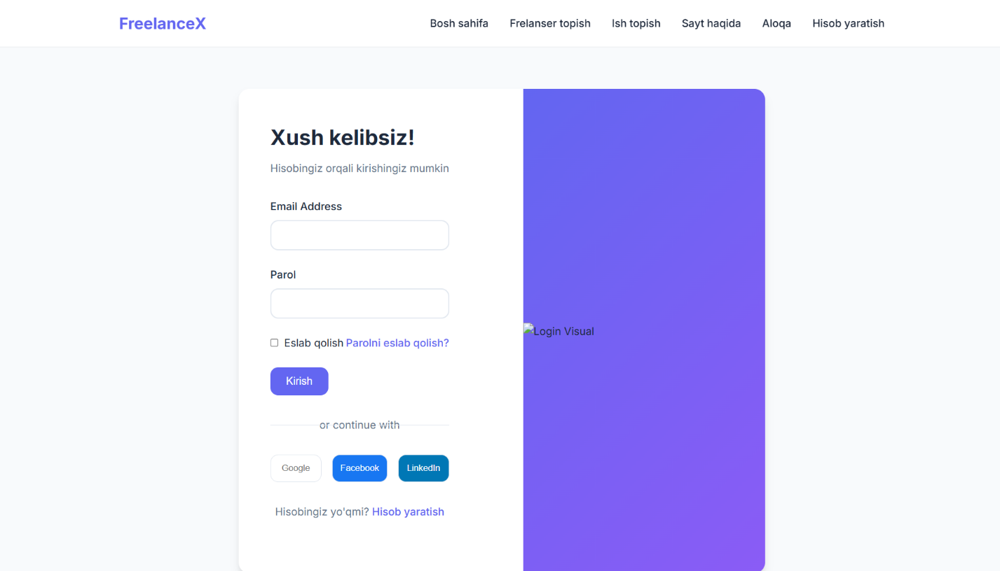 FreelanceX
Bosh sahifa Frelanser topish Ish topish Sayt haqida Aloqa Hisob yaratish
Xush kelibsiz!
Hisobingiz orqali kirishingiz mumkin
Email Address
Parol
Eslab qolish Parolni eslab qolish?
Kirish
or continue with
Google Facebook LinkedIn
Hisobingiz yo'qmi? Hisob yaratish
Login Visual